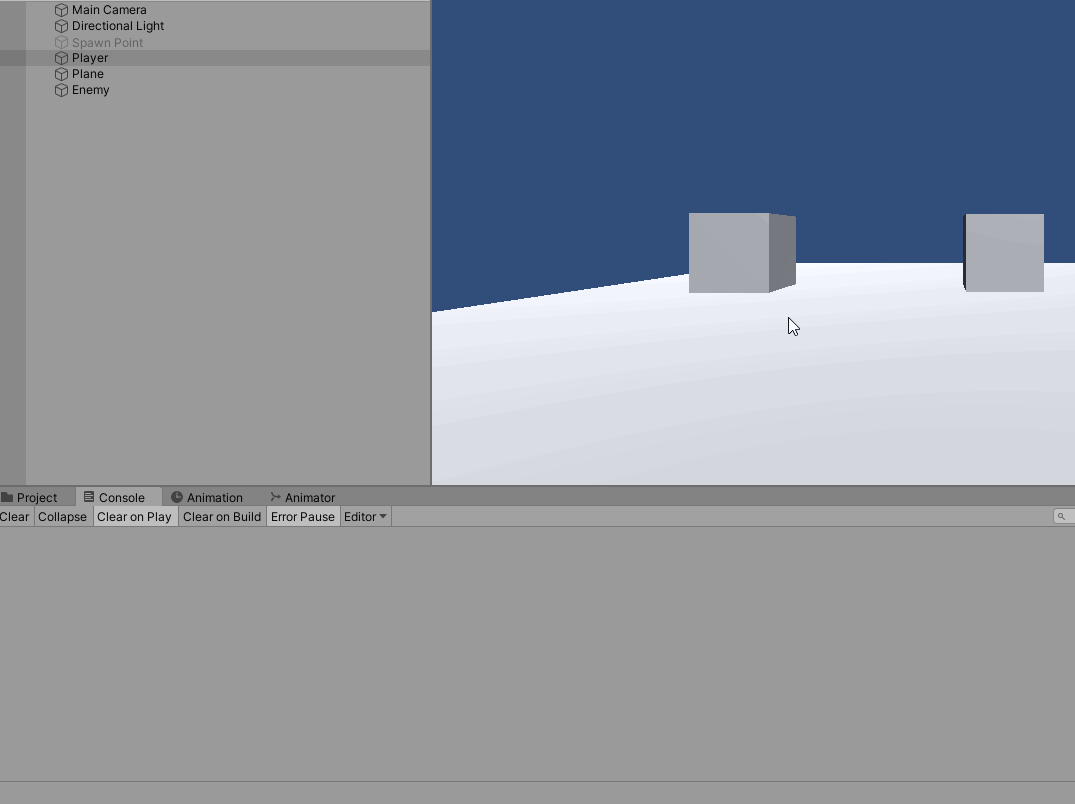 Main Camera
Directional Light
Spawn Point
Player
Plane
Enemy
Project Console Animation Animator
Clear Collapse Clear on Play Clear on Build Error Pause Editor